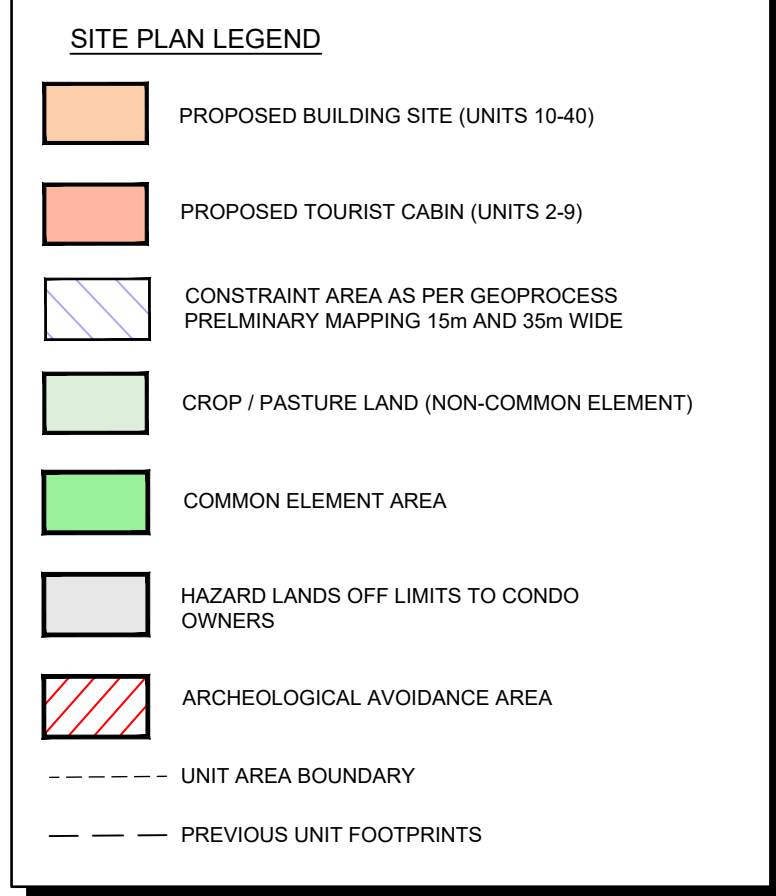 SITE PLAN LEGEND
PROPOSED BUILDING SITE (UNITS 10-40)
PROPOSED TOURIST CABIN (UNITS 2-9)
CONSTRAINT AREA AS PER GEOPROCESS
PRELMINARY MAPPING 15m AND 35m WIDE
CROP / PASTURE LAND (NON-COMMON ELEMENT)
COMMON ELEMENT AREA
HAZARD LANDS OFF LIMITS TO CONDO
OWNERS
ARCHEOLOGICAL AVOIDANCE AREA
UNIT AREA BOUNDARY
PREVIOUS UNIT FOOTPRINTS